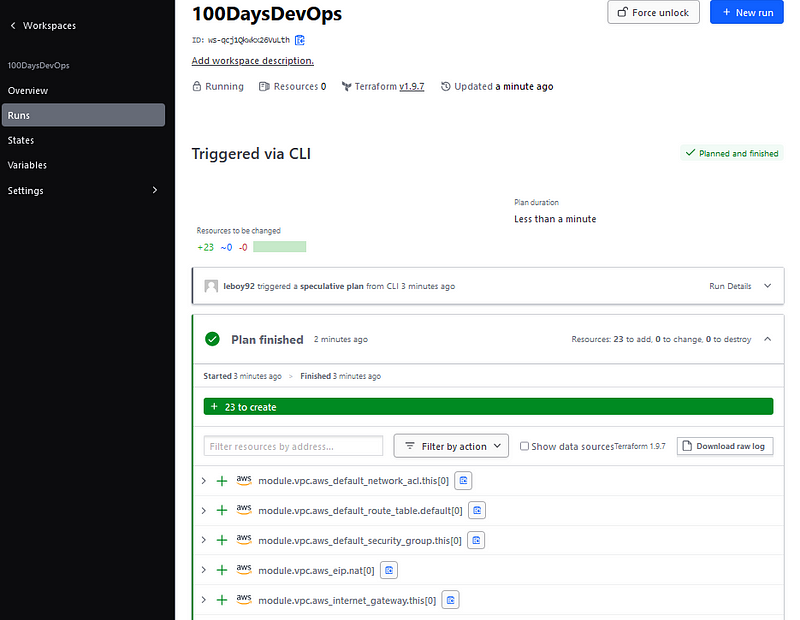 Workspaces
100DaysDevOps
Overview
Runs
States
Variables
Settings
100DaysDevOps
Force unlock
+ New run
Add workspace description.
Running
Resources 0
Terraform v1.9.7
Updated a minute ago
Triggered via CLI
Planned and finished
Plan duration
Less than a minute
Resources to be changed
+23 ~0 -0
leboy92 triggered a speculative plan from CLI 3 minutes ago
Run Details
Plan finished 2 minutes ago
Resources: 23 to add, 0 to change, 0 to destroy
Started 3 minutes ago > Finished 3 minutes ago
+ 23 to create
Filter resources by address...
Filter by action
Show data sources
Terraform 1.9.7
Download raw log
aws module.vpc.aws_default_network_acl.this[0]
aws module.vpc.aws_default_route_table.default[0]
aws module.vpc.aws_default_security_group.this[0]
aws module.vpc.aws_eip.nat[0]
aws module.vpc.aws_internet_gateway.this[0]